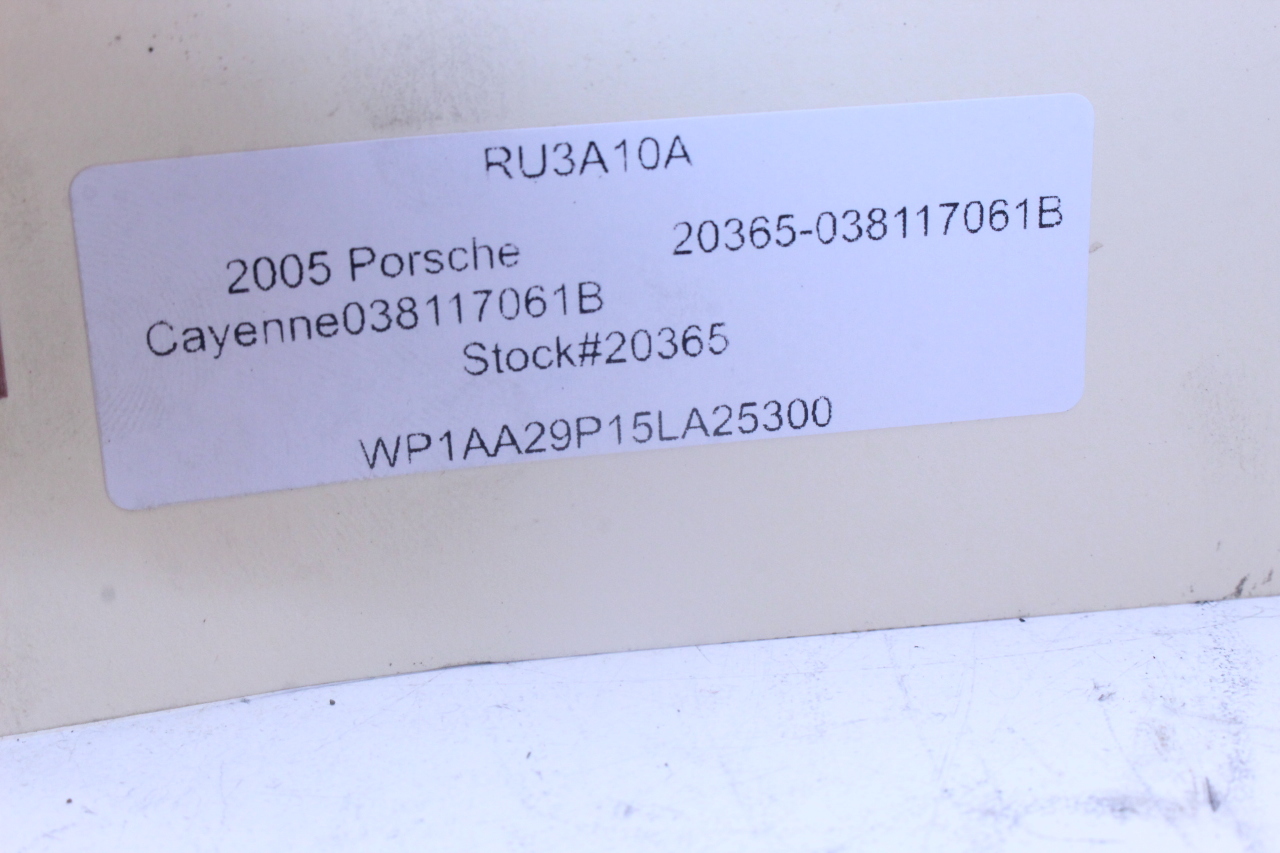 RU3A10A
20365-038117061B
2005 Porsche
Cayenne038117061B
Stock#20365
WP1AA29P15LA25300